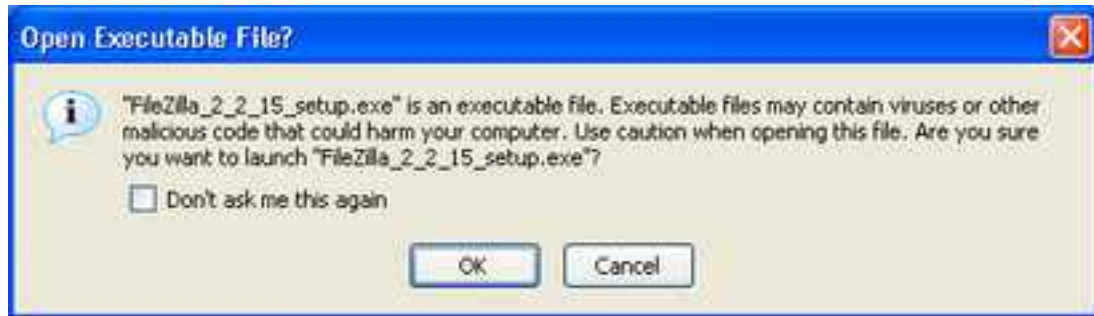 Open Executable File?
"FileZilla_2_2_15_setup.exe" is an executable file. Executable files may contain viruses or other
malicious code that could harm your computer. Use caution when opening this file. Are you sure
you want to launch "FileZilla_2_2_15_setup.exe"?
Don't ask me this again
OK
Cancel